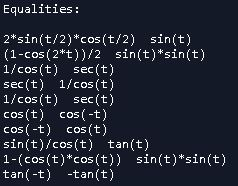 Equalities:
2*sin(t/2)*cos(t/2)  sin(t)
(1-cos(2*t))/2  sin(t)*sin(t)
1/cos(t)  sec(t)
sec(t)  1/cos(t)
1/cos(t)  sec(t)
cos(t)  cos(-t)
cos(-t)  cos(t)
sin(t)/cos(t)  tan(t)
1-(cos(t)*cos(t))  sin(t)*sin(t)
tan(-t)  -tan(t)